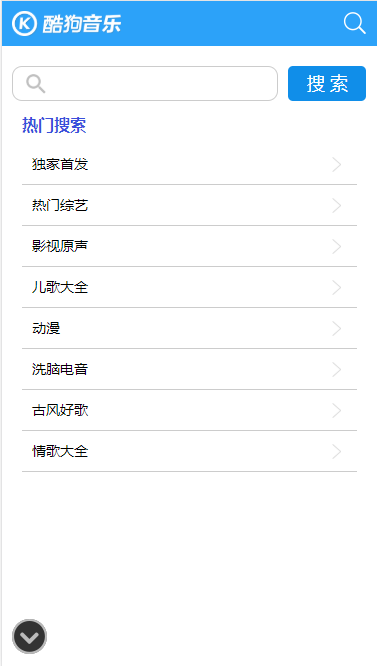 酷狗音乐
搜 索
热门搜索
独家首发
热门综艺
影视原声
儿歌大全
动漫
洗脑电音
古风好歌
情歌大全